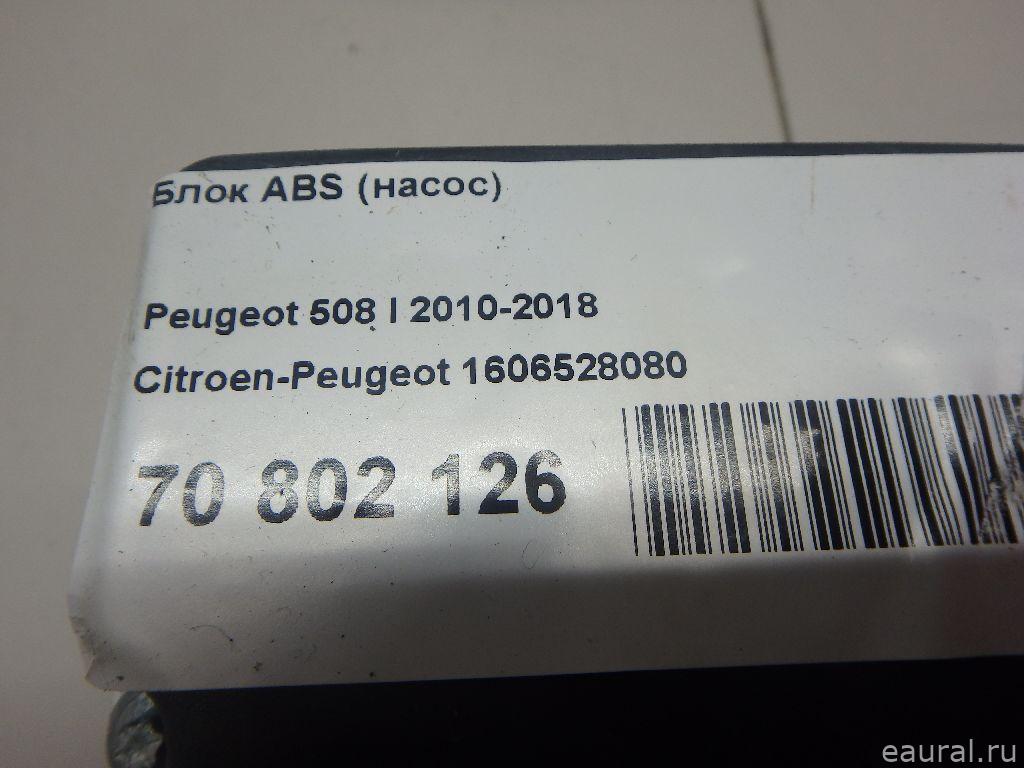 Блок ABS (насос)
Peugeot 508 I 2010-2018
Citroen-Peugeot 1606528080
70 802 126
eaural.ru